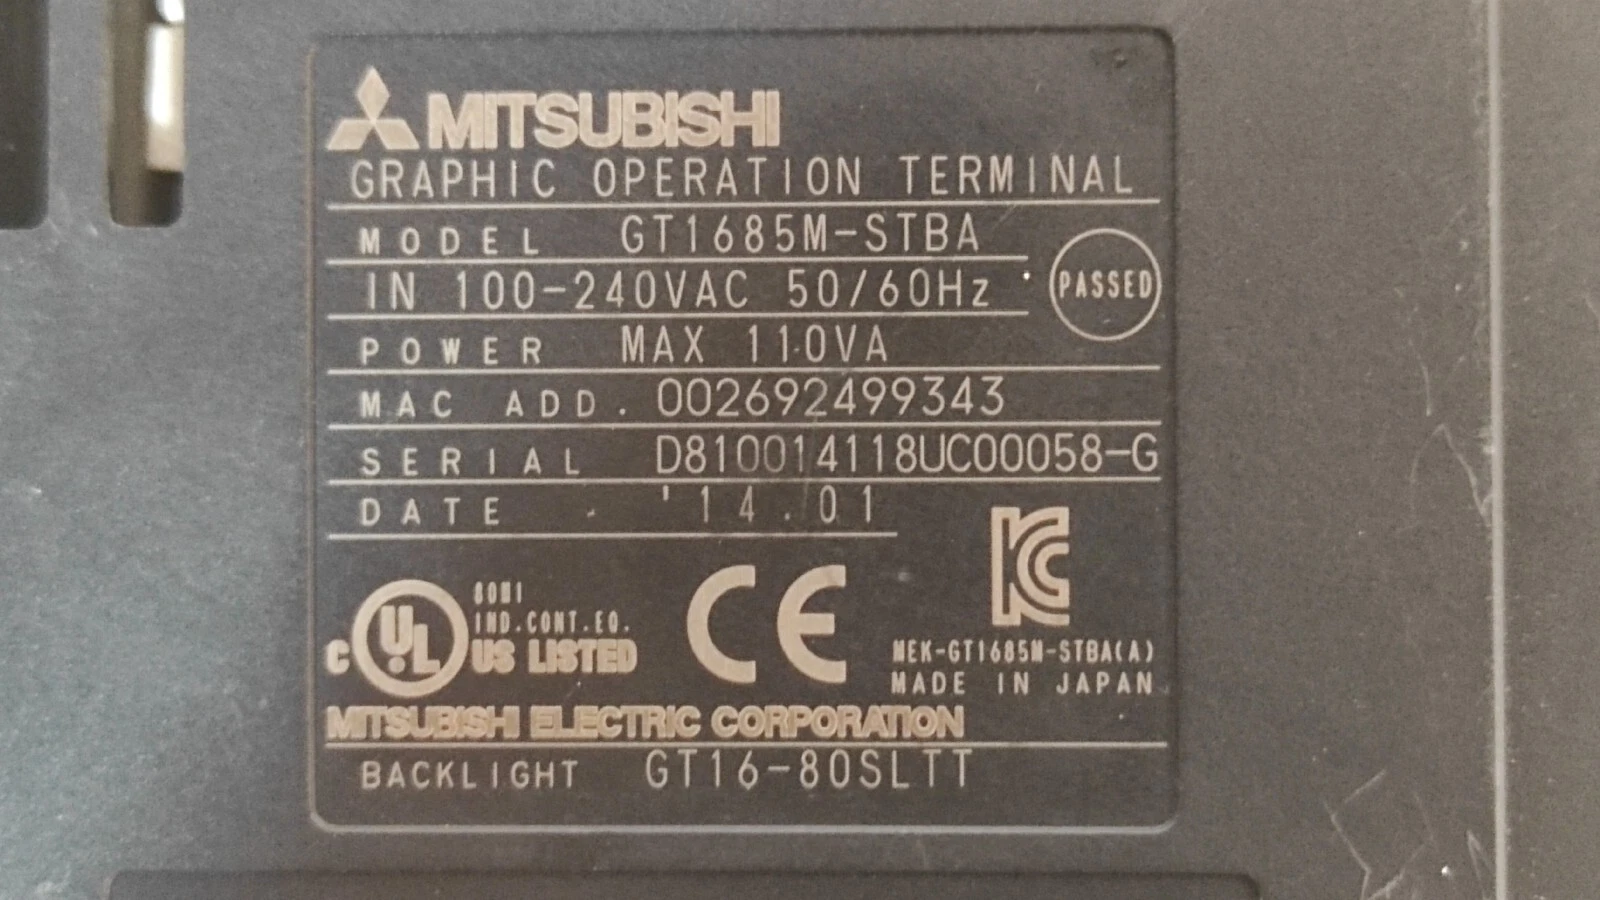 MITSUBISHI
GRAPHIC OPERATION TERMINAL
MODEL GT1685M-STBA
IN 100-240VAC 50/60Hz
PASSED
POWER MAX 110VA
MAC ADD. 002692499343
SERIAL D810014118UC00058-G
DATE '14.01
C UL US LISTED
80M1
IND.CONT.EQ.
CE
KC
MEK-GT1685M-STBA(A)
MADE IN JAPAN
MITSUBISHI ELECTRIC CORPORATION
BACKLIGHT GT16-80SLTT